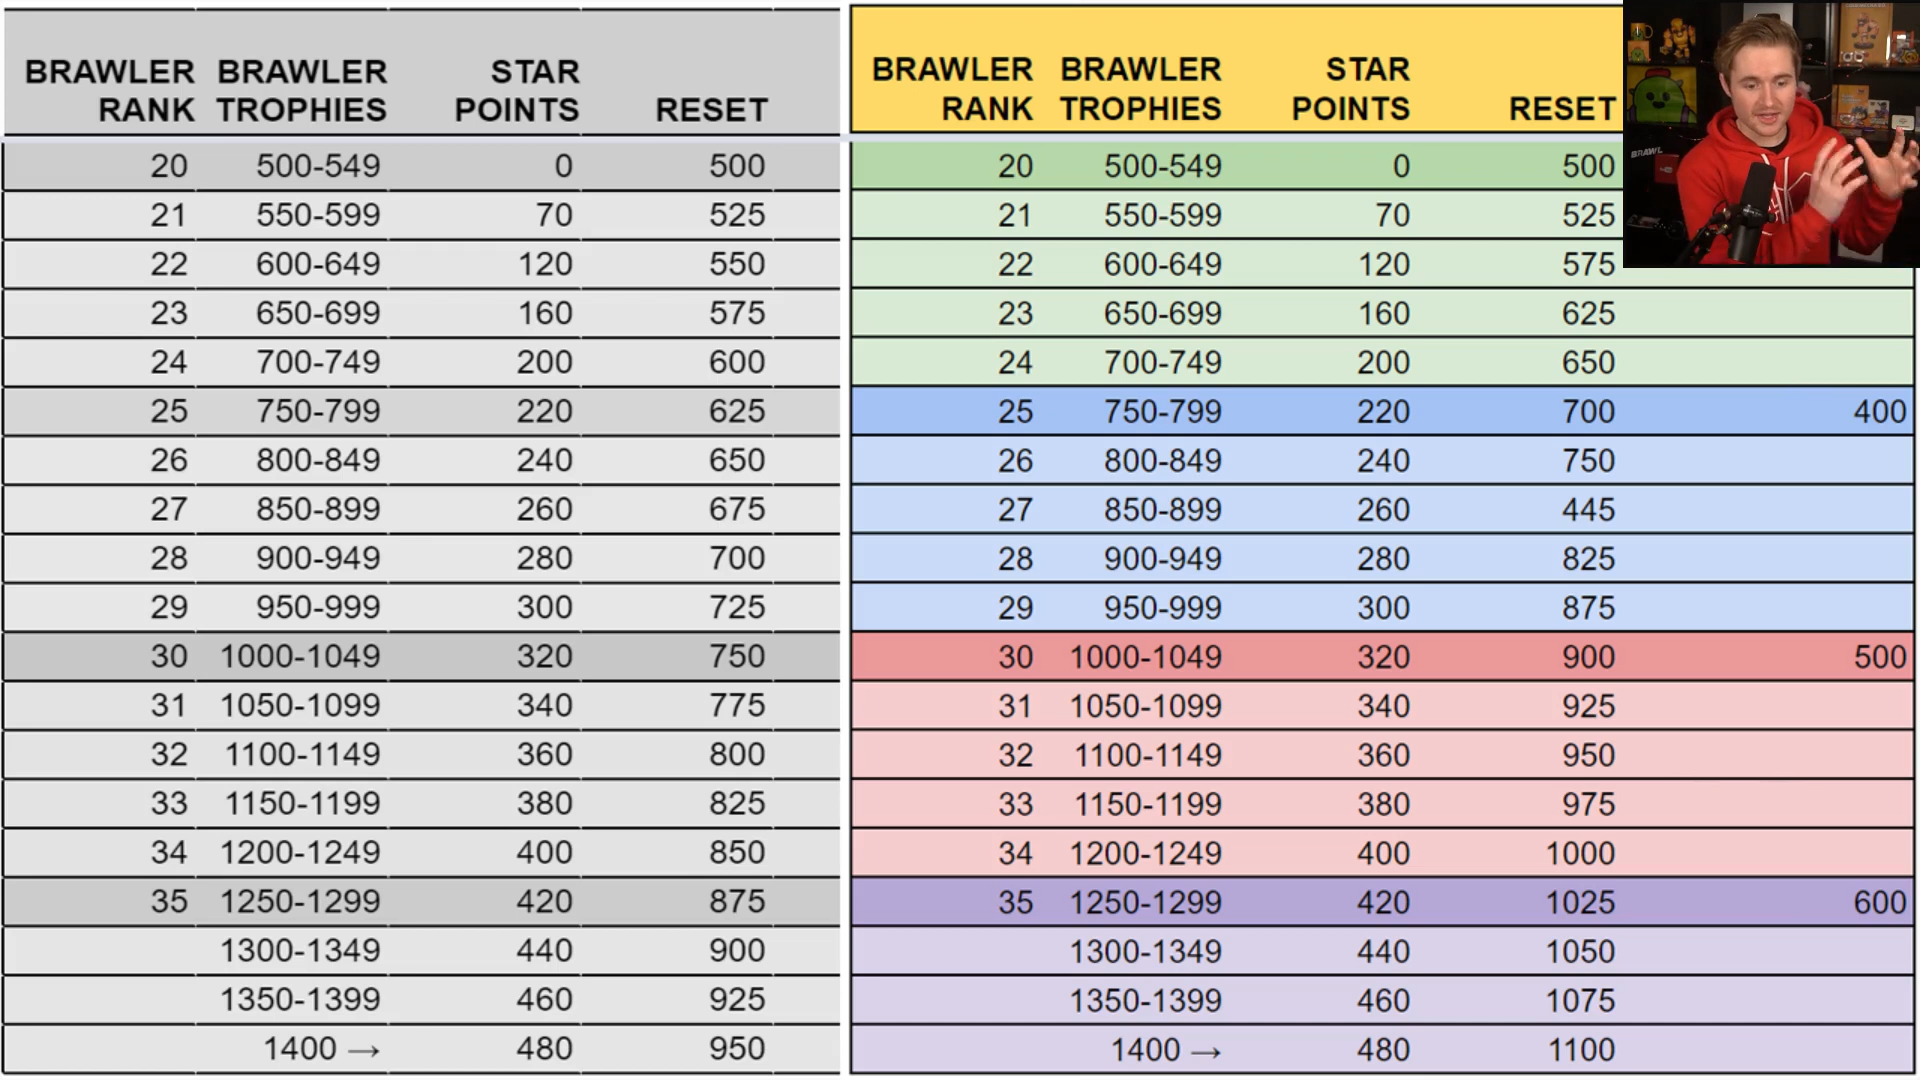 BRAWLER RANK BRAWLER TROPHIES STAR POINTS RESET
20 500-549 0 500
21 550-599 70 525
22 600-649 120 550
23 650-699 160 575
24 700-749 200 600
25 750-799 220 625
26 800-849 240 650
27 850-899 260 675
28 900-949 280 700
29 950-999 300 725
30 1000-1049 320 750
31 1050-1099 340 775
32 1100-1149 360 800
33 1150-1199 380 825
34 1200-1249 400 850
35 1250-1299 420 875
1300-1349 440 900
1350-1399 460 925
1400 → 480 950
BRAWLER RANK BRAWLER TROPHIES STAR POINTS RESET
20 500-549 0 500
21 550-599 70 525
22 600-649 120 575
23 650-699 160 625
24 700-749 200 650
25 750-799 220 700 400
26 800-849 240 750
27 850-899 260 445
28 900-949 280 825
29 950-999 300 875
30 1000-1049 320 900 500
31 1050-1099 340 925
32 1100-1149 360 950
33 1150-1199 380 975
34 1200-1249 400 1000
35 1250-1299 420 1025 600
1300-1349 440 1050
1350-1399 460 1075
1400 → 480 1100
BRAWL